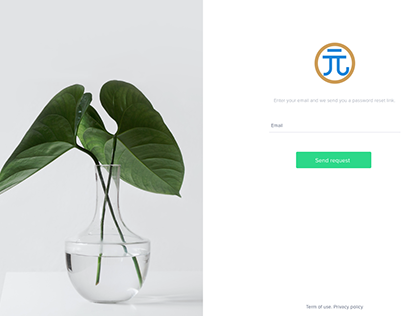 元
Enter your email and we send you a password reset link.
Email
Send request
Term of use. Privacy policy